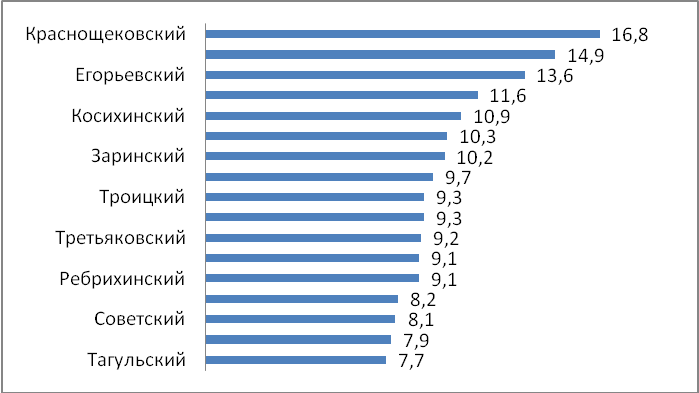 Краснощековский 16,8
14,9
Егорьевский 13,6
11,6
Косихинский 10,9
10,3
Заринский 10,2
9,7
Троицкий 9,3
9,3
Третьяковский 9,2
9,1
Ребрихинский 9,1
8,2
Советский 8,1
7,9
Тагульский 7,7